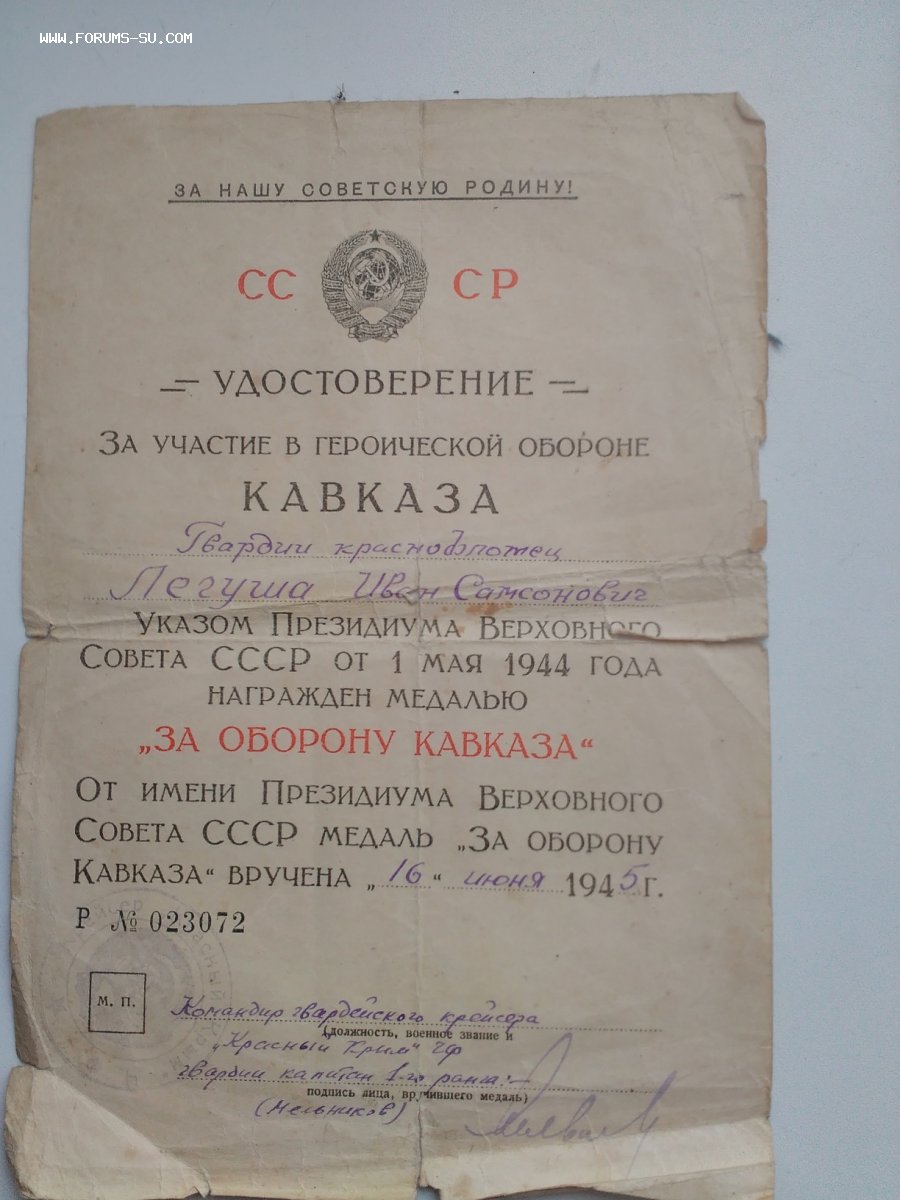 WWW.FORUMS-SU.COM
ЗА НАШУ СОВЕТСКУЮ РОДИНУ!
СС СР
УДОСТОВЕРЕНИЕ
ЗА УЧАСТИЕ В ГЕРОИЧЕСКОЙ ОБОРОНЕ
КАВКАЗА
Гвардии краснофлотец
Легуша Иван Самсонович
УКАЗОМ ПРЕЗИДИУМА ВЕРХОВНОГО
СОВЕТА СССР ОТ 1 МАЯ 1944 ГОДА
НАГРАЖДЕН МЕДАЛЬЮ
„ЗА ОБОРОНУ КАВКАЗА“
ОТ ИМЕНИ ПРЕЗИДИУМА ВЕРХОВНОГО
СОВЕТА СССР МЕДАЛЬ „ЗА ОБОРОНУ
КАВКАЗА“ ВРУЧЕНА „16“ июня 1945 г.
Р № 023072
М. П.
Командир гвардейского крейсера
(должность, военное звание и
„Красный Крым" ЧФ
гвардии капитан 1-го ранга:-
подпись лица, вручившего медаль)
(Мельников)